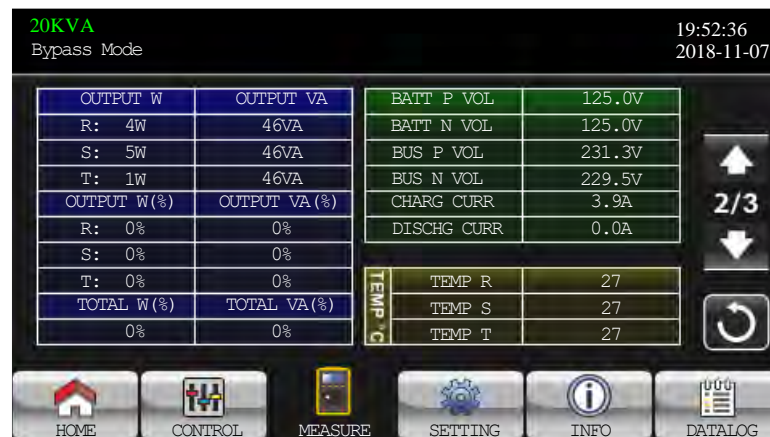 20KVA
19:52:36
Bypass Mode
2018-11-07
OUTPUT W OUTPUT VA
R: 4W 46VA
S: 5W 46VA
T: 1W 46VA
OUTPUT W(%) OUTPUT VA(%)
R: 0% 0%
S: 0% 0%
T: 0% 0%
TOTAL W(%) TOTAL VA(%)
0% 0%
BATT P VOL 125.0V
BATT N VOL 125.0V
BUS P VOL 231.3V
BUS N VOL 229.5V
CHARG CURR 3.9A
DISCHG CURR 0.0A
TEMP °C
TEMP R 27
TEMP S 27
TEMP T 27
2/3
HOME CONTROL MEASURE SETTING INFO DATALOG